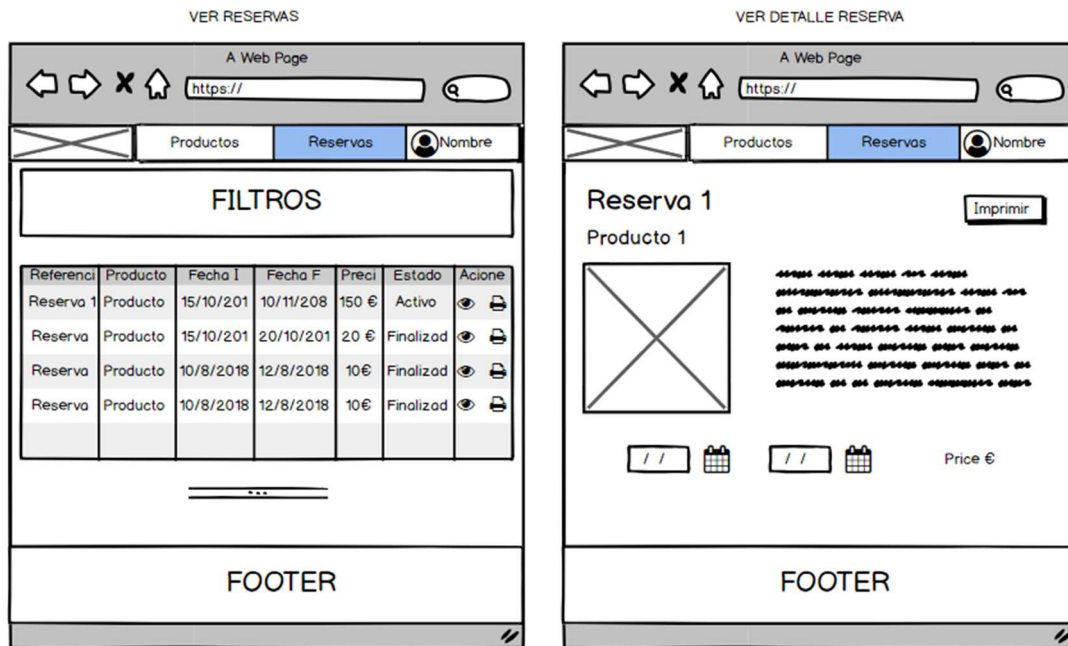 VER RESERVAS
A Web Page
https://
Productos Reservas Nombre
FILTROS
Referenci Producto Fecha I Fecha F Preci Estado Acione
Reserva 1 Producto 15/10/201 10/11/208 150 € Activo
Reserva Producto 15/10/201 20/10/201 20 € Finalizad
Reserva Producto 10/8/2018 12/8/2018 10€ Finalizad
Reserva Producto 10/8/2018 12/8/2018 10€ Finalizad
...
FOOTER
VER DETALLE RESERVA
A Web Page
https://
Productos Reservas Nombre
Reserva 1
Imprimir
Producto 1
/ / / / Price €
FOOTER